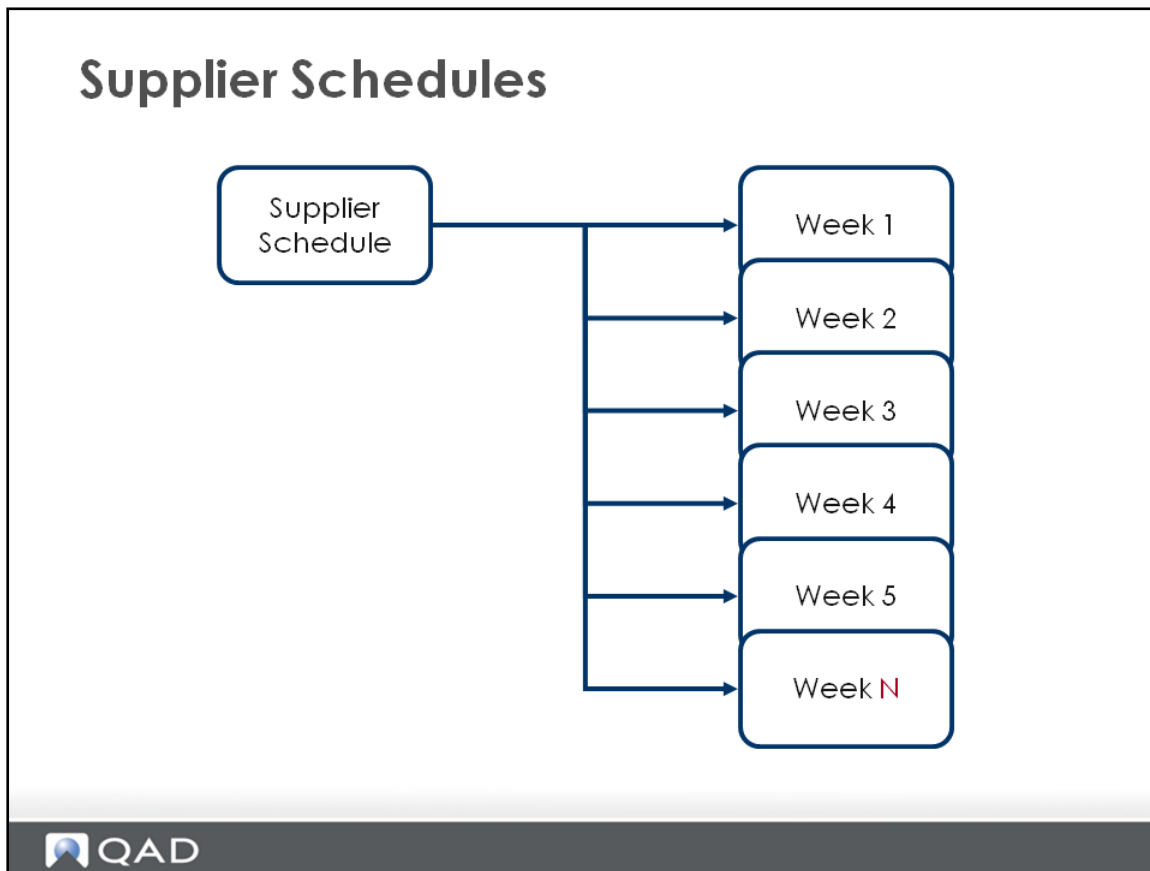 Supplier Schedules
Supplier
Schedule
Week 1
Week 2
Week 3
Week 4
Week 5
Week N
QAD